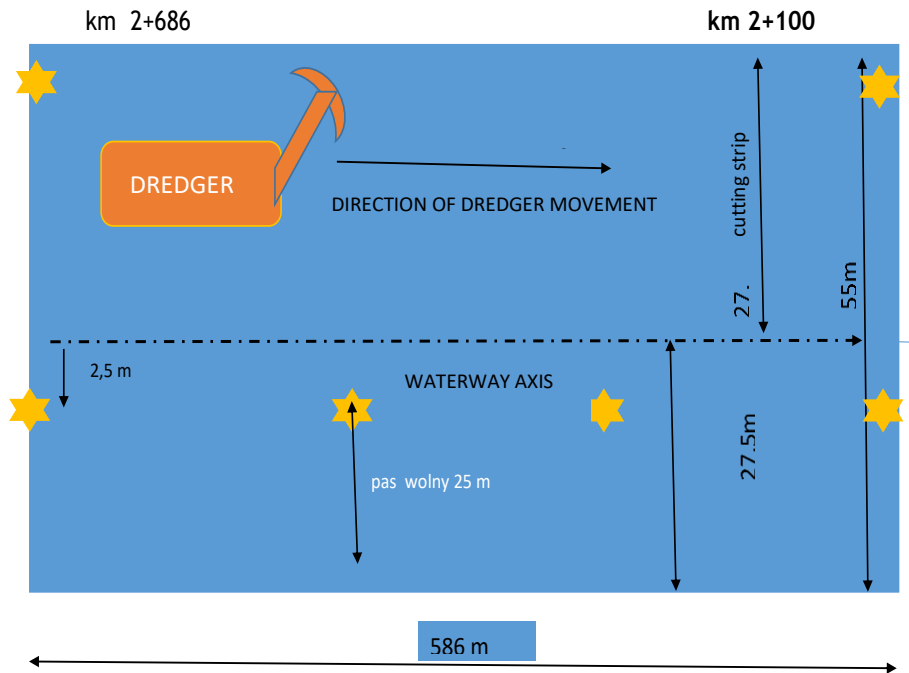 km 2+686
km 2+100
DREDGER
DIRECTION OF DREDGER MOVEMENT
cutting strip
27.
55m
2,5 m
WATERWAY AXIS
27.5m
pas wolny 25 m
586 m